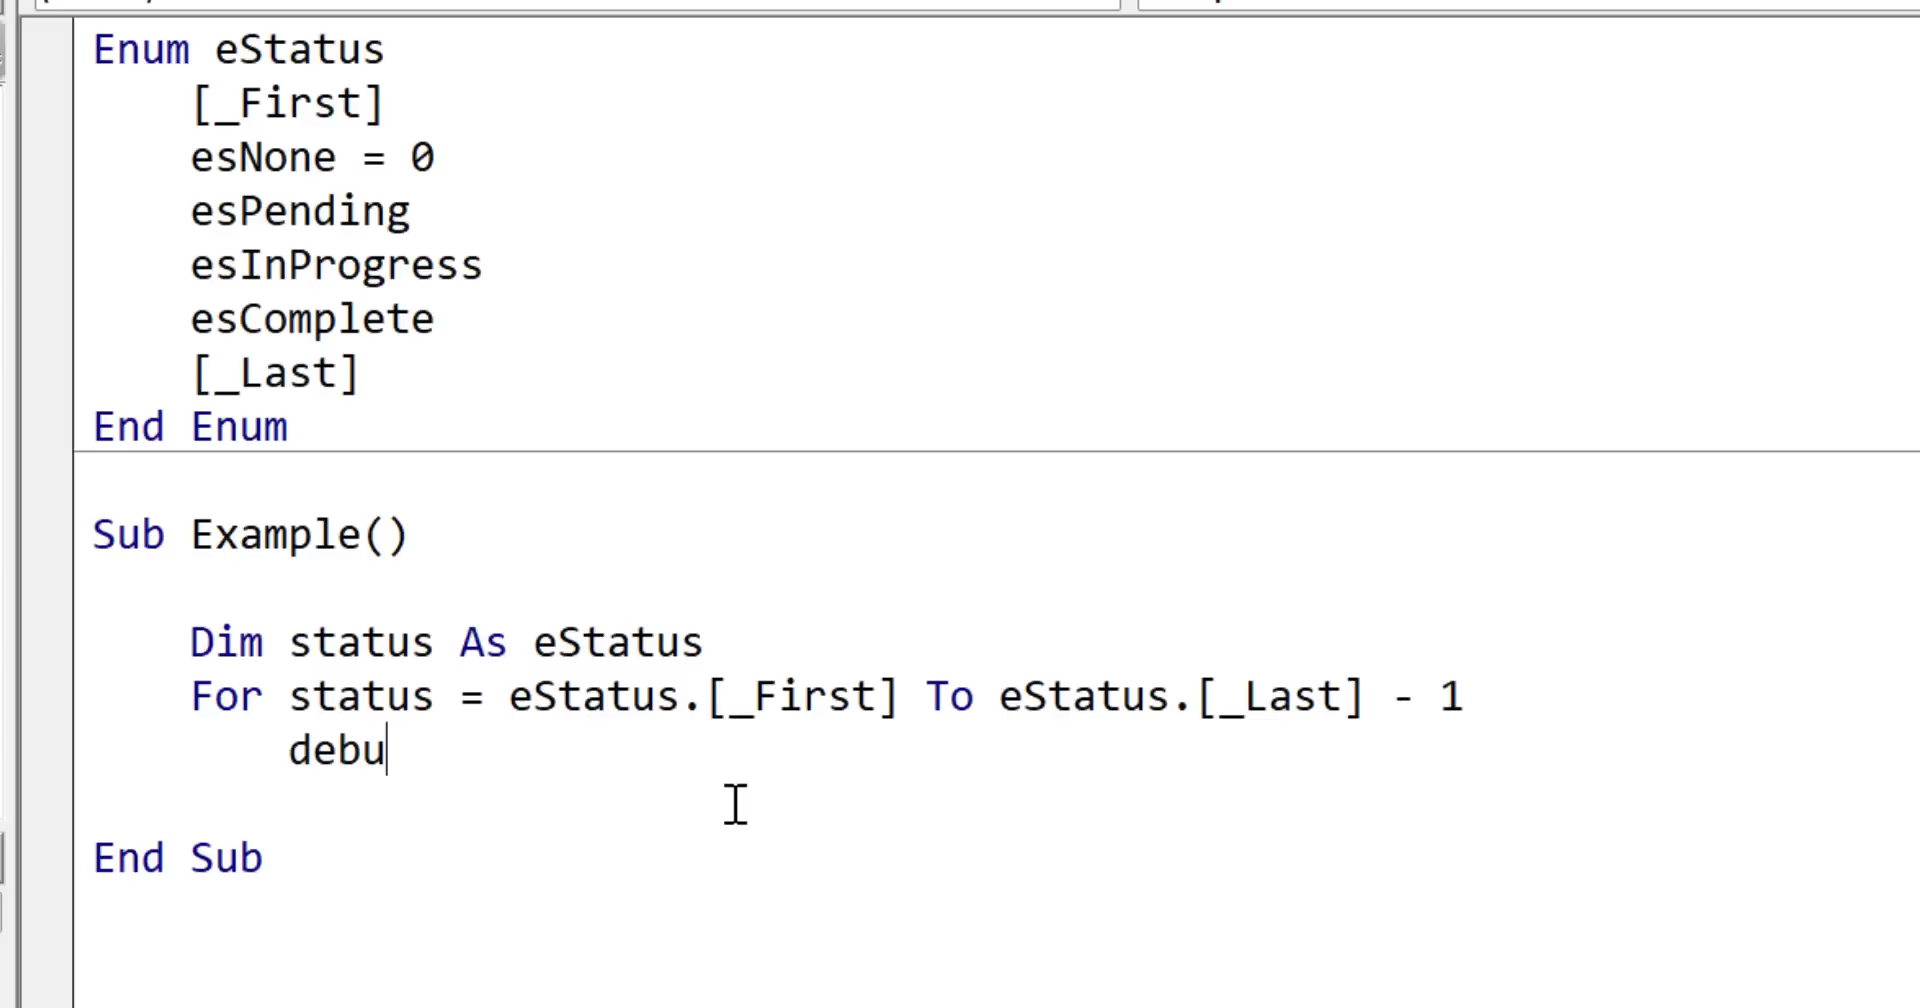 Enum eStatus
[_First]
esNone = 0
esPending
esInProgress
esComplete
[_Last]
End Enum
Sub Example()
Dim status As eStatus
For status = eStatus.[_First] To eStatus.[_Last] - 1
debu
End Sub